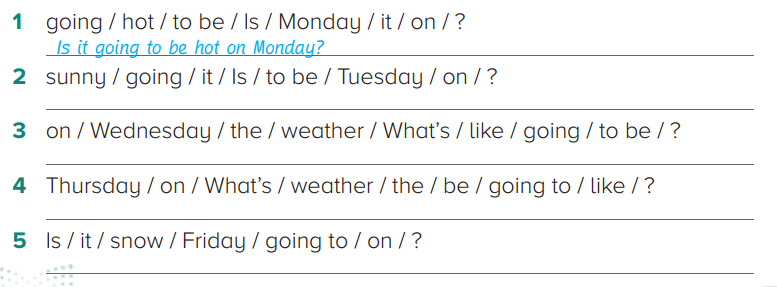 1 going / hot / to be / Is / Monday / it / on / ?
Is it going to be hot on Monday?
2 sunny / going / it / Is / to be / Tuesday / on / ?
3 on / Wednesday / the / weather / What's / like / going / to be / ?
4 Thursday / on / What's / weather / the / be / going to / like / ?
5 Is / it / snow / Friday / going to / on / ?